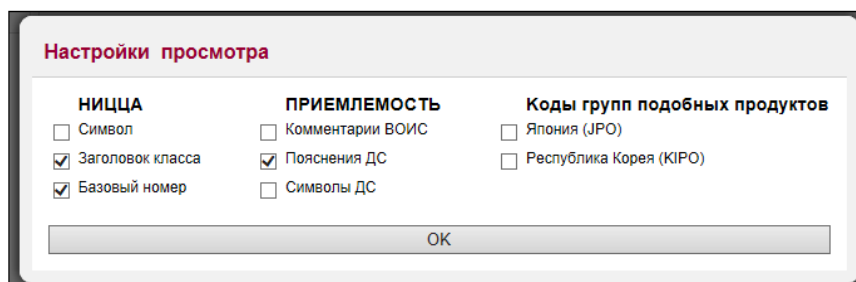 Настройки просмотра
НИЦЦА ПРИЕМЛЕМОСТЬ Коды групп подобных продуктов
Символ Комментарии ВОИС Япония (JPO)
Заголовок класса Пояснения ДС Республика Корея (KIPO)
Базовый номер Символы ДС
OK